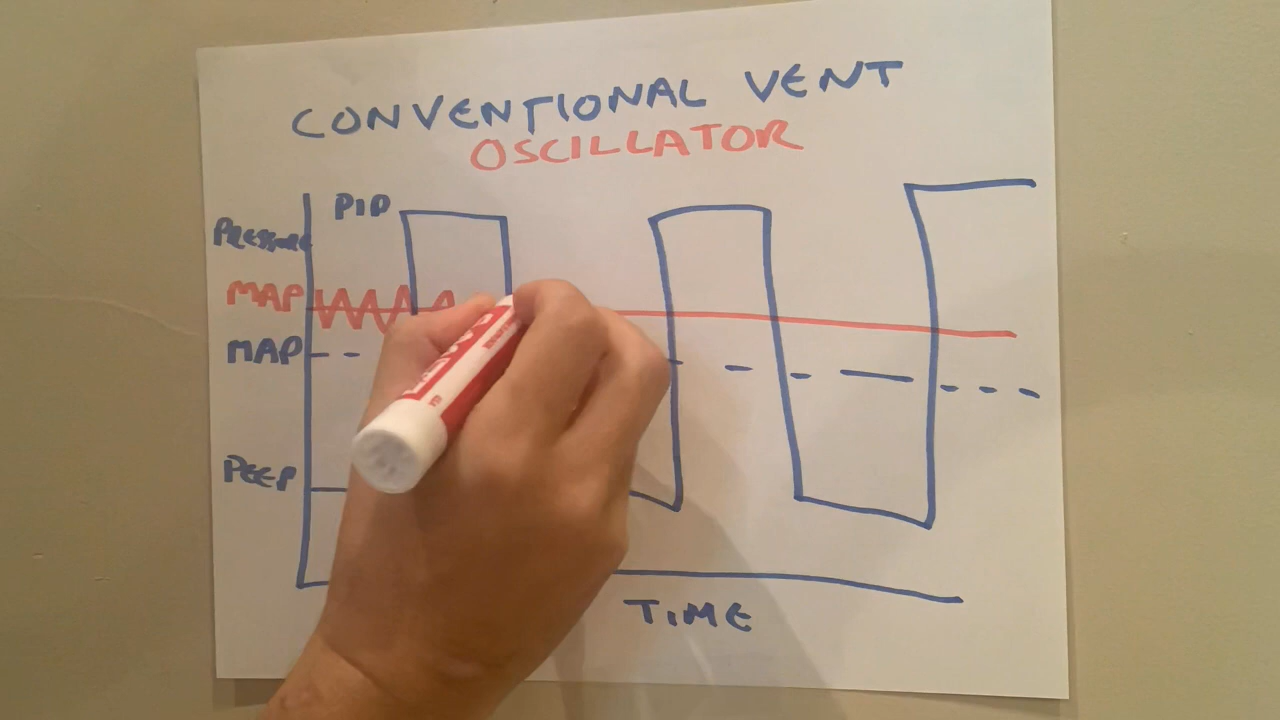 CONVENTIONAL VENT
OSCILLATOR
PIP
PRESSURE
MAP
MAP
PEEP
TIME